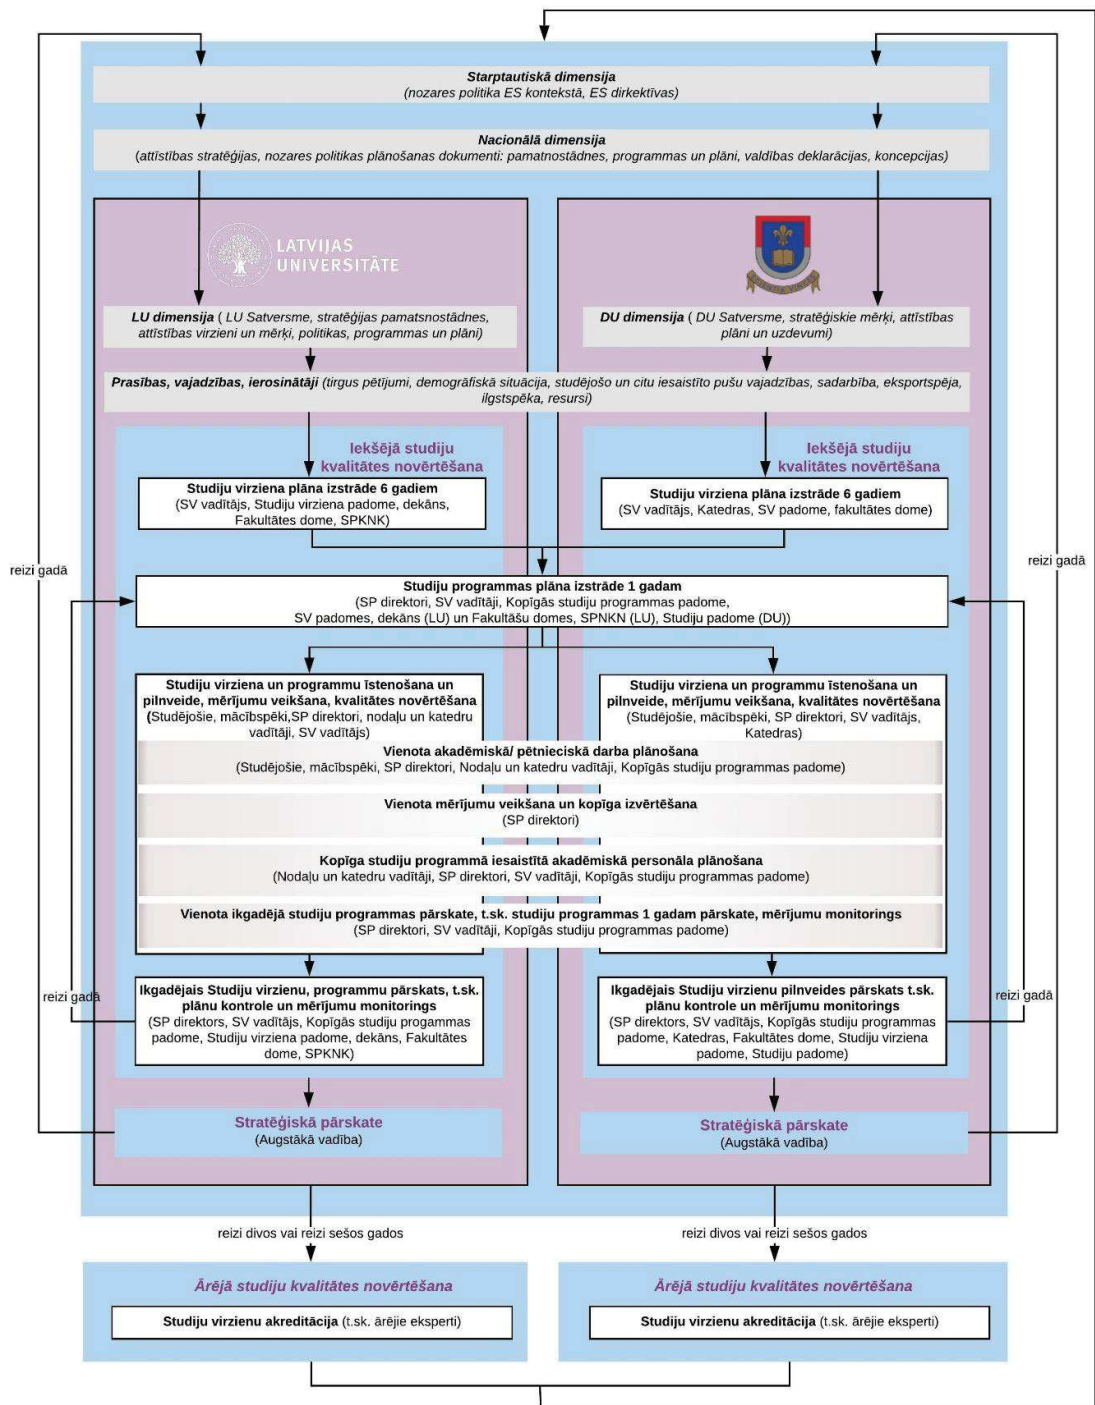 Starptautiskā dimensija
(nozares politika ES kontekstā, ES dirkektīvas)
Nacionālā dimensija
(attīstības stratēģijas, nozares politikas plānošanas dokumenti: pamatnostādnes, programmas un plāni, valdības deklarācijas, koncepcijas)
LATVIJAS
UNIVERSITĀTE
LU dimensija ( LU Satversme, stratēģijas pamatsnostādnes,
attīstības virzieni un mērķi, politikas, programmas un plāni)
DU dimensija ( DU Satversme, stratēģiskie mērķi, attīstības
plāni un uzdevumi)
Prasības, vajadzības, ierosinātāji (tirgus pētījumi, demogrāfiskā situācija, studējošo un citu iesaistīto pušu vajadzības, sadarbība, eksportspēja,
ilgstspēka, resursi)
Iekšējā studiju
kvalitātes novērtēšana
Studiju virziena plāna izstrāde 6 gadiem
(SV vadītājs, Studiju virziena padome, dekāns,
Fakultātes dome, SPKNK)
Iekšējā studiju
kvalitātes novērtēšana
Studiju virziena plāna izstrāde 6 gadiem
(SV vadītājs, Katedras, SV padome, fakultātes dome)
reizi gadā
reizi gadā
Studiju programmas plāna izstrāde 1 gadam
(SP direktori, SV vadītāji, Kopīgās studiju programmas padome,
SV padomes, dekāns (LU) un Fakultāšu domes, SPNKN (LU), Studiju padome (DU))
Studiju virziena un programmu īstenošana un
pilnveide, mērījumu veikšana, kvalitātes novērtēšana
(Studējošie, mācībspēki,SP direktori, nodaļu un katedru
vadītāji, SV vadītājs)
Studiju virziena un programmu īstenošana un
pilnveide, mērījumu veikšana, kvalitātes novērtēšana
(Studējošie, mācībspēki, SP direktori, SV vadītājs,
Katedras)
Vienota akadēmiskā/ pētnieciskā darba plānošana
(Studējošie, mācībspēki, SP direktori, Nodaļu un katedru vadītāji, Kopīgās studiju programmas padome)
Vienota mērījumu veikšana un kopīga izvērtēšana
(SP direktori)
Kopīga studiju programmā iesaistītā akadēmiskā personāla plānošana
(Nodaļu un katedru vadītāji, SP direktori, SV vadītāji, Kopīgās studiju programmas padome)
Vienota ikgadējā studiju programmas pārskate, t.sk. studiju programmas 1 gadam pārskate, mērījumu monitorings
(SP direktori, SV vadītāji, Kopīgās studiju programmas padome)
reizi gadā
Ikgadējais Studiju virzienu, programmu pārskats, t.sk.
plānu kontrole un mērījumu monitorings
(SP direktors, SV vadītājs, Kopīgās studiju progammas
padome, Studiju virziena padome, dekāns, Fakultātes
dome, SPKNK)
Ikgadējais Studiju virzienu pilnveides pārskats t.sk.
plānu kontrole un mērījumu monitorings
(SP direktors, SV vadītājs, Kopīgās studiju programmas
padome, Katedras, Fakultātes dome, Studiju virziena
padome, Studiju padome)
reizi gadā
Stratēģiskā pārskate
(Augstākā vadība)
Stratēģiskā pārskate
(Augstākā vadība)
reizi divos vai reizi sešos gados
reizi divos vai reizi sešos gados
Ārējā studiju kvalitātes novērtēšana
Studiju virzienu akreditācija (t.sk. ārējie eksperti)
Ārējā studiju kvalitātes novērtēšana
Studiju virzienu akreditācija (t.sk. ārējie eksperti)